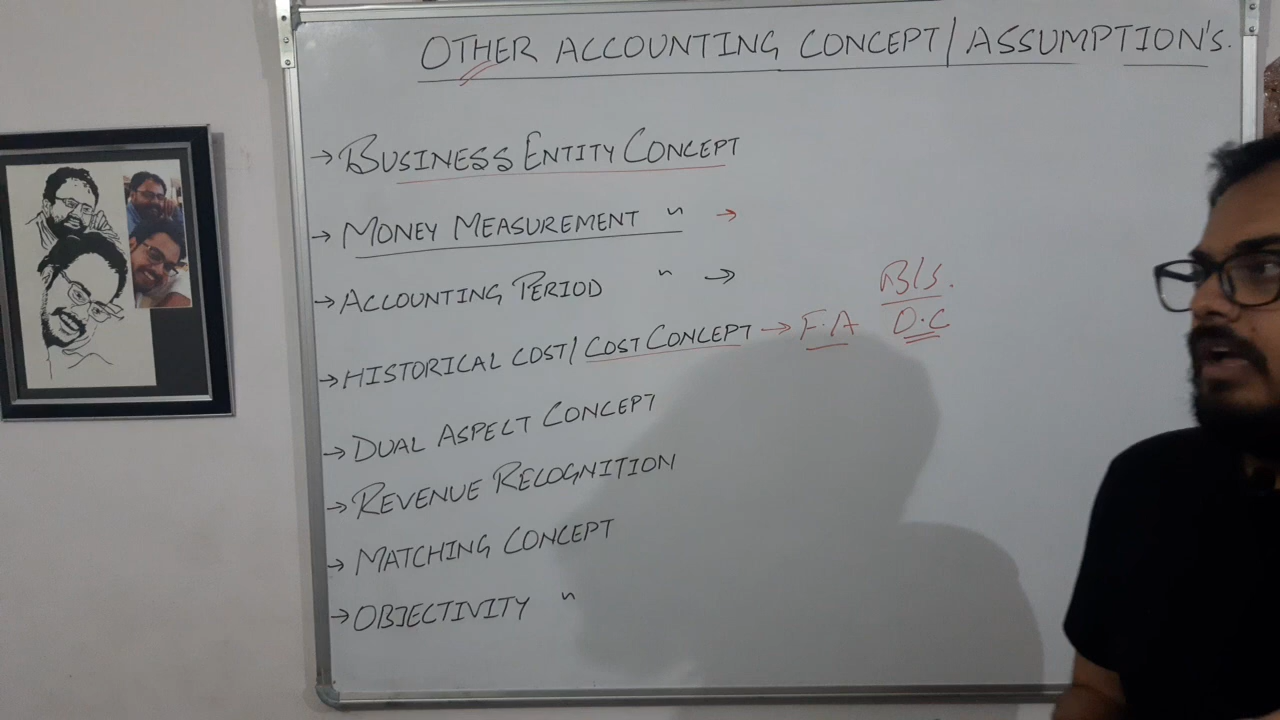 OTHER ACCOUNTING CONCEPT/ASSUMPTION'S.
→ BUSINESS ENTITY CONCEPT
→ MONEY MEASUREMENT " →
→ ACCOUNTING PERIOD " →
B/S.
→ HISTORICAL COST/COST CONCEPT → F.A O.C
→ DUAL ASPECT CONCEPT
→ REVENUE RECOGNITION
→ MATCHING CONCEPT
→ OBJECTIVITY "